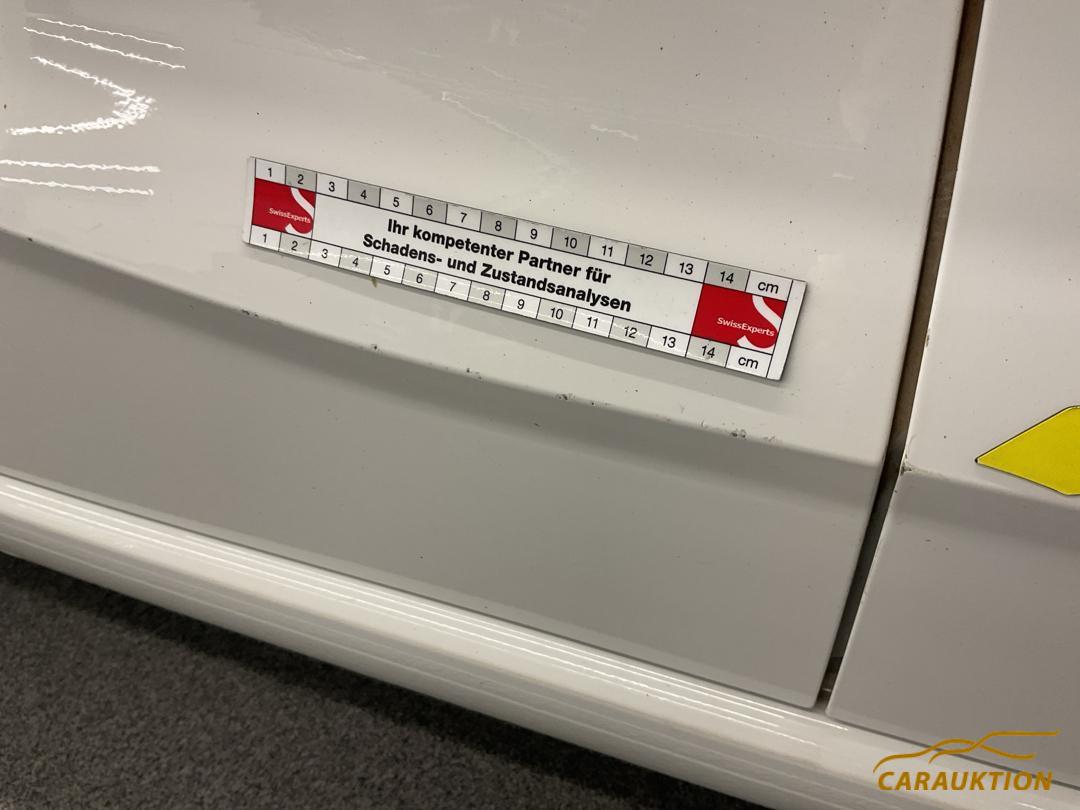 1 2 3 4 5 6 7 8 9 10 11 12 13 14 cm
SwissExperts
Ihr kompetenter Partner für
Schadens- und Zustandsanalysen
SwissExperts
1 2 3 4 5 6 7 8 9 10 11 12 13 14 cm
CARAUKTION